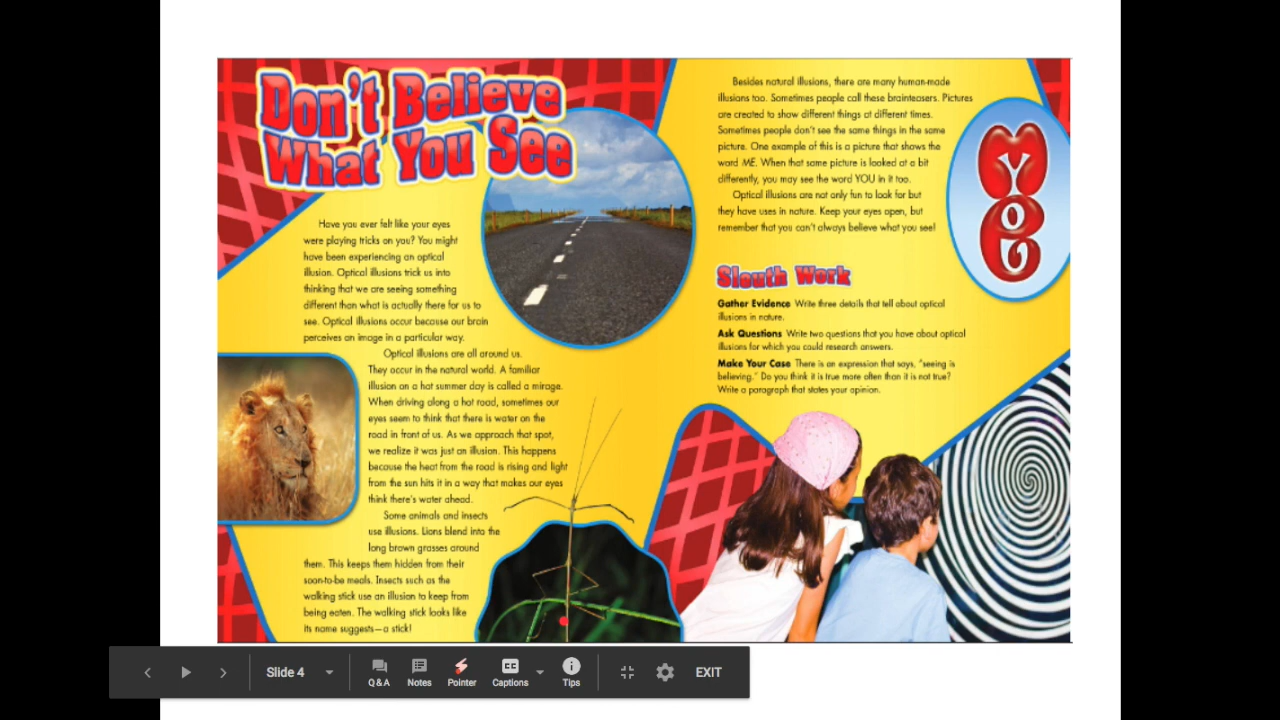 Don't Believe
What You See
Have you ever felt like your eyes
were playing tricks on you? You might
have been experiencing an optical
illusion. Optical illusions trick us into
thinking that we are seeing something
different than what is actually there for us to
see. Optical illusions occur because our brain
perceives an image in a particular way.
Optical illusions are all around us.
They occur in the natural world. A familiar
illusion on a hot summer day is called a mirage.
When driving along a hot road, sometimes our
eyes seem to think that there is water on the
road in front of us. As we approach that spot,
we realize it was just an illusion. This happens
because the heat from the road is rising and light
from the sun hits it in a way that makes our eyes
think there's water ahead.
Some animals and insects
use illusions. Lions blend into the
long brown grasses around
them. This keeps them hidden from their
soon-to-be meals. Insects such as the
walking stick use an illusion to keep from
being eaten. The walking stick looks like
its name suggests—a stick!
Besides natural illusions, there are many human-made
illusions too. Sometimes people call these brainteasers. Pictures
are created to show different things at different times.
Sometimes people don't see the same things in the same
picture. One example of this is a picture that shows the
word ME. When that same picture is looked at a bit
differently, you may see the word YOU in it too.
Optical illusions are not only fun to look for but
they have uses in nature. Keep your eyes open, but
remember that you can't always believe what you see!
YOU
Sleuth Work
Gather Evidence Write three details that tell about optical
illusions in nature.
Ask Questions Write two questions that you have about optical
illusions for which you could research answers.
Make Your Case There is an expression that says, "seeing is
believing." Do you think it is true more often than it is not true?
Write a paragraph that states your opinion.
Slide 4
Q&A
Notes
Pointer
CC
Captions
Tips
EXIT